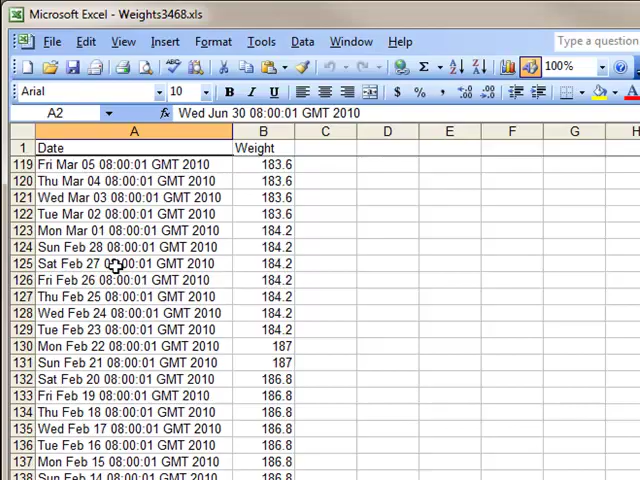 Microsoft Excel - Weights3468.xls
File Edit View Insert Format Tools Data Window Help Type a question
100%
Arial 10 B I U $ % ,
A2 Wed Jun 30 08:00:01 GMT 2010
A B C D E F G H
1 Date Weight
119 Fri Mar 05 08:00:01 GMT 2010 183.6
120 Thu Mar 04 08:00:01 GMT 2010 183.6
121 Wed Mar 03 08:00:01 GMT 2010 183.6
122 Tue Mar 02 08:00:01 GMT 2010 183.6
123 Mon Mar 01 08:00:01 GMT 2010 184.2
124 Sun Feb 28 08:00:01 GMT 2010 184.2
125 Sat Feb 27 00:01 GMT 2010 184.2
126 Fri Feb 26 08:00:01 GMT 2010 184.2
127 Thu Feb 25 08:00:01 GMT 2010 184.2
128 Wed Feb 24 08:00:01 GMT 2010 184.2
129 Tue Feb 23 08:00:01 GMT 2010 184.2
130 Mon Feb 22 08:00:01 GMT 2010 187
131 Sun Feb 21 08:00:01 GMT 2010 187
132 Sat Feb 20 08:00:01 GMT 2010 186.8
133 Fri Feb 19 08:00:01 GMT 2010 186.8
134 Thu Feb 18 08:00:01 GMT 2010 186.8
135 Wed Feb 17 08:00:01 GMT 2010 186.8
136 Tue Feb 16 08:00:01 GMT 2010 186.8
137 Mon Feb 15 08:00:01 GMT 2010 186.8
138 Sun Feb 14 08:00:01 GMT 2010 186.8